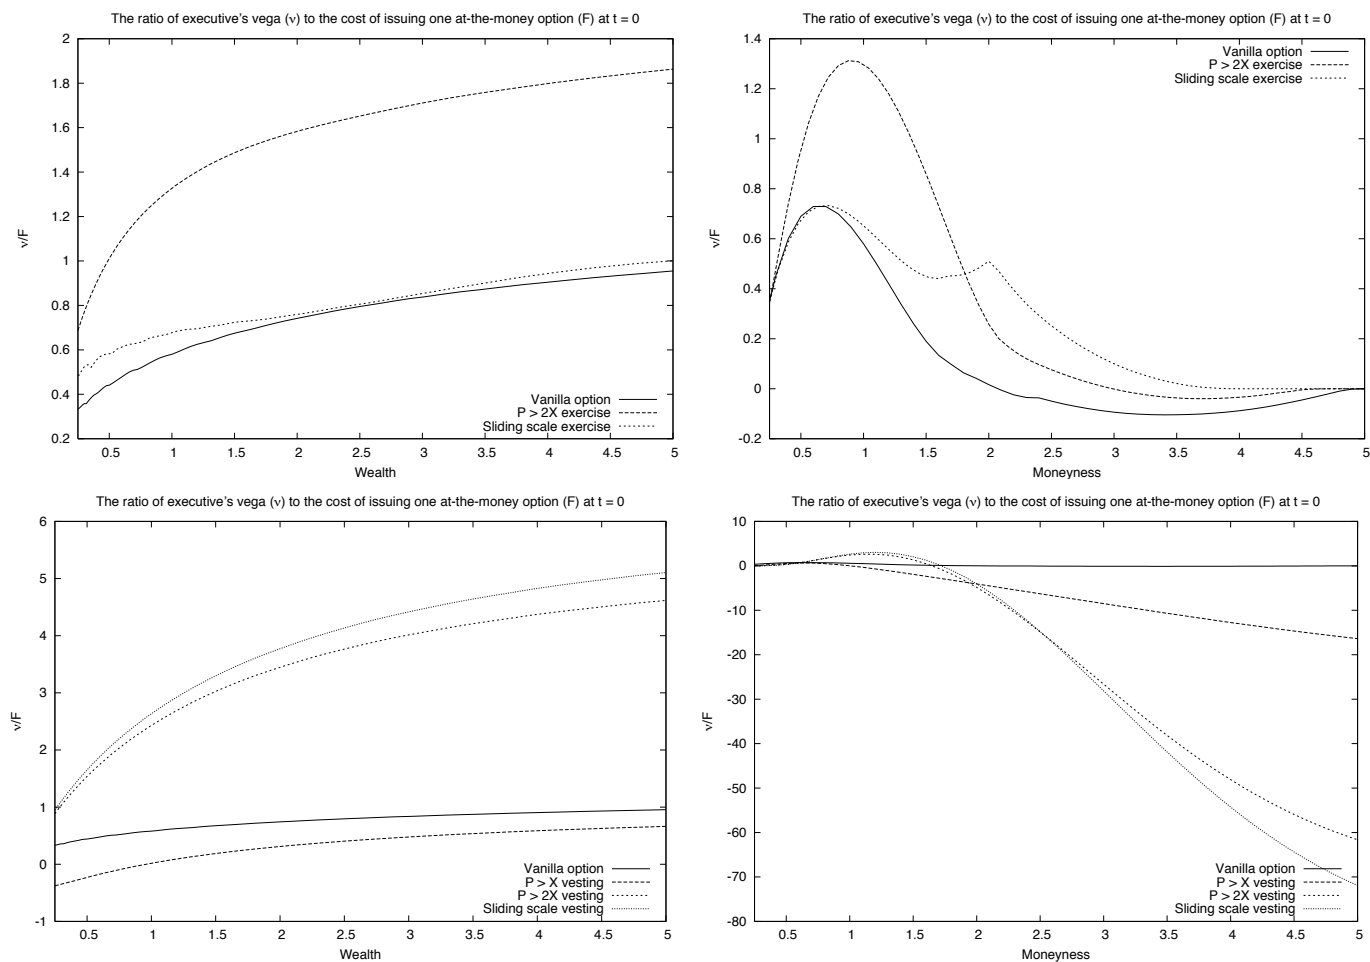 The ratio of executive's vega (ν) to the cost of issuing one at-the-money option (F) at t = 0
2
1.8
1.6
1.4
1.2
1
0.8
0.6
0.4
0.2
ν/F
Vanilla option
P > 2X exercise
Sliding scale exercise
0.5 1 1.5 2 2.5 3 3.5 4 4.5 5
Wealth
The ratio of executive's vega (ν) to the cost of issuing one at-the-money option (F) at t = 0
1.4
1.2
1
0.8
0.6
0.4
0.2
0
-0.2
ν/F
Vanilla option
P > 2X exercise
Sliding scale exercise
0.5 1 1.5 2 2.5 3 3.5 4 4.5 5
Moneyness
The ratio of executive's vega (ν) to the cost of issuing one at-the-money option (F) at t = 0
6
5
4
3
2
1
0
-1
ν/F
Vanilla option
P > X vesting
P > 2X vesting
Sliding scale vesting
0.5 1 1.5 2 2.5 3 3.5 4 4.5 5
Wealth
The ratio of executive's vega (ν) to the cost of issuing one at-the-money option (F) at t = 0
10
0
-10
-20
-30
-40
-50
-60
-70
-80
ν/F
Vanilla option
P > X vesting
P > 2X vesting
Sliding scale vesting
0.5 1 1.5 2 2.5 3 3.5 4 4.5 5
Moneyness